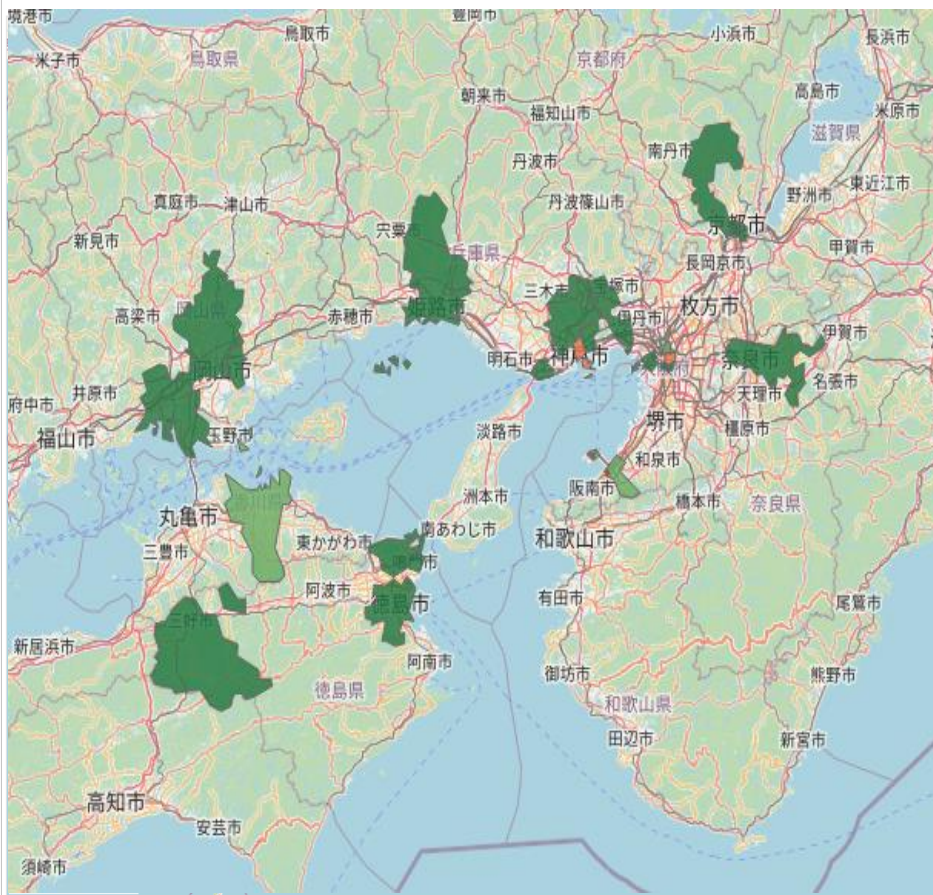 境港市
豊岡市
鳥取市
小浜市
長浜市
米子市
鳥取県
京都府
朝来市
高島市
福知山市
米原市
滋賀県
南丹市
丹波市
東近江市
野洲市
真庭市
津山市
丹波篠山市
宍粟
京都市
新見市
兵庫県
甲賀市
長岡京市
三木市
宝塚市
枚方市
岡山県
姫路市
高梁市
赤穂市
伊丹市
伊賀市
明石市
神戸市
奈良市
岡山市
井原市
天理市
名張市
府中市
堺市
橿原市
福山市
玉野市
淡路市
和泉市
阪南市
洲本市
橋本市
奈良県
丸亀市
東かがわ市
南あわじ市
和歌山市
三豊市
阿波市
有田市
徳島市
尾鷲市
三好市
新居浜市
阿南市
御坊市
熊野市
徳島県
和歌山県
田辺市
新宮市
高知市
安芸市
須崎市